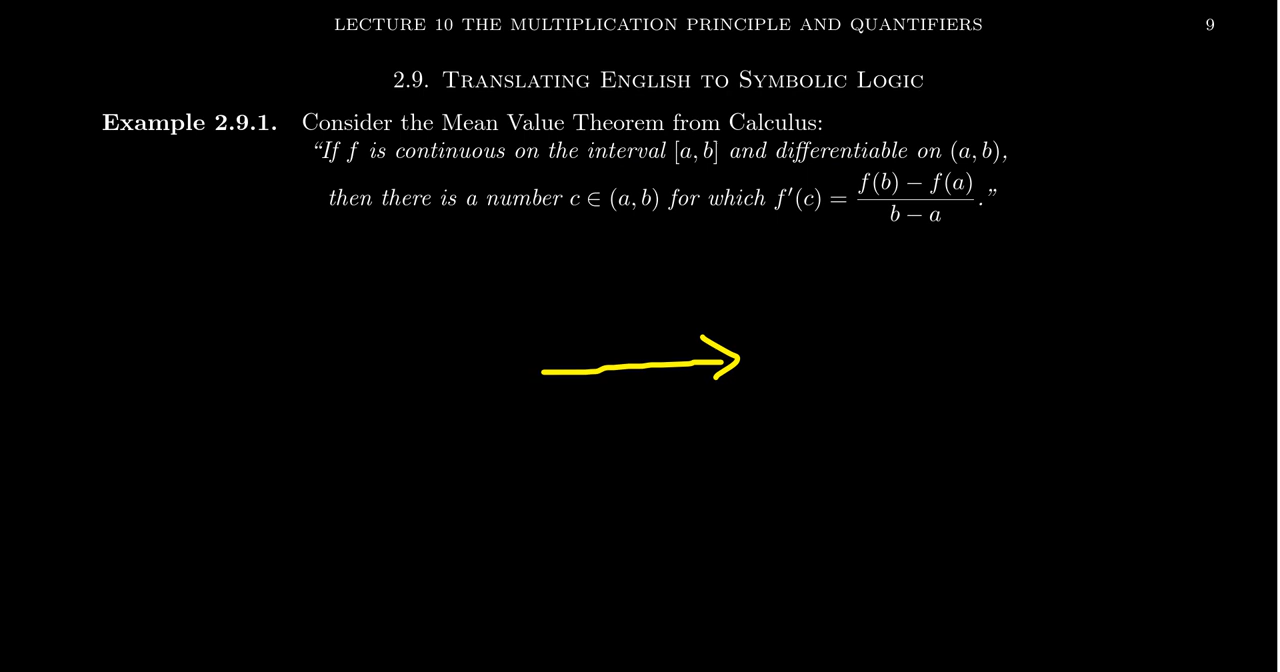 LECTURE 10 THE MULTIPLICATION PRINCIPLE AND QUANTIFIERS 9
2.9. Translating English to Symbolic Logic
Example 2.9.1. Consider the Mean Value Theorem from Calculus:
“If f is continuous on the interval [a, b] and differentiable on (a, b),
then there is a number c ∈ (a, b) for which f′(c) = \frac{f(b) − f(a)}{b − a}.”